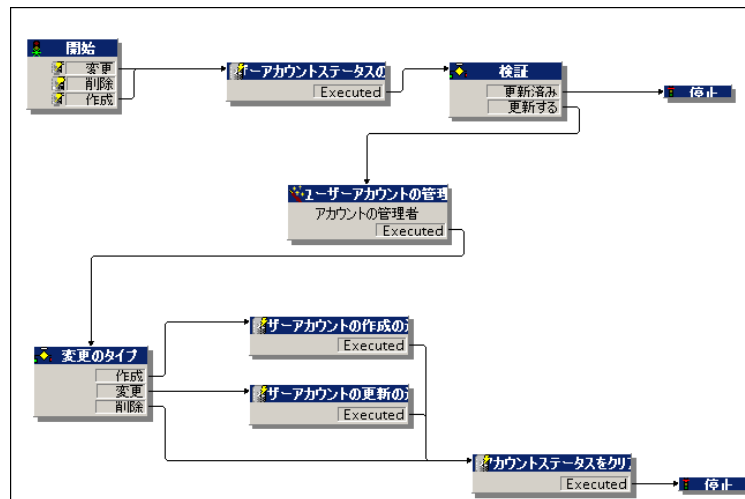 開始
変更
削除
作成
ザーアカウントステータスの
Executed
検証
更新済み
更新する
停止
ユーザーアカウントの管理
アカウントの管理者
Executed
変更のタイプ
作成
変更
削除
ザーアカウントの作成の
Executed
ザーアカウントの更新の
Executed
アカウントステータスをクリア
Executed
停止